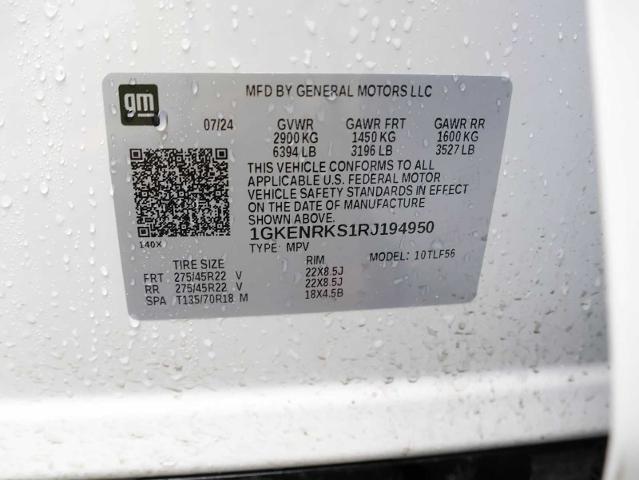 gm
MFD BY GENERAL MOTORS LLC
07/24 GVWR GAWR FRT GAWR RR
2900 KG 1450 KG 1600 KG
6394 LB 3196 LB 3527 LB
THIS VEHICLE CONFORMS TO ALL
APPLICABLE U.S. FEDERAL MOTOR
VEHICLE SAFETY STANDARDS IN EFFECT
ON THE DATE OF MANUFACTURE
SHOWN ABOVE.
1GKENRKS1RJ194950
140X
TYPE: MPV MODEL: 10TLF56
TIRE SIZE RIM
FRT 275/45R22 V 22X8.5J
RR 275/45R22 V 22X8.5J
SPA T135/70R18 M 18X4.5B